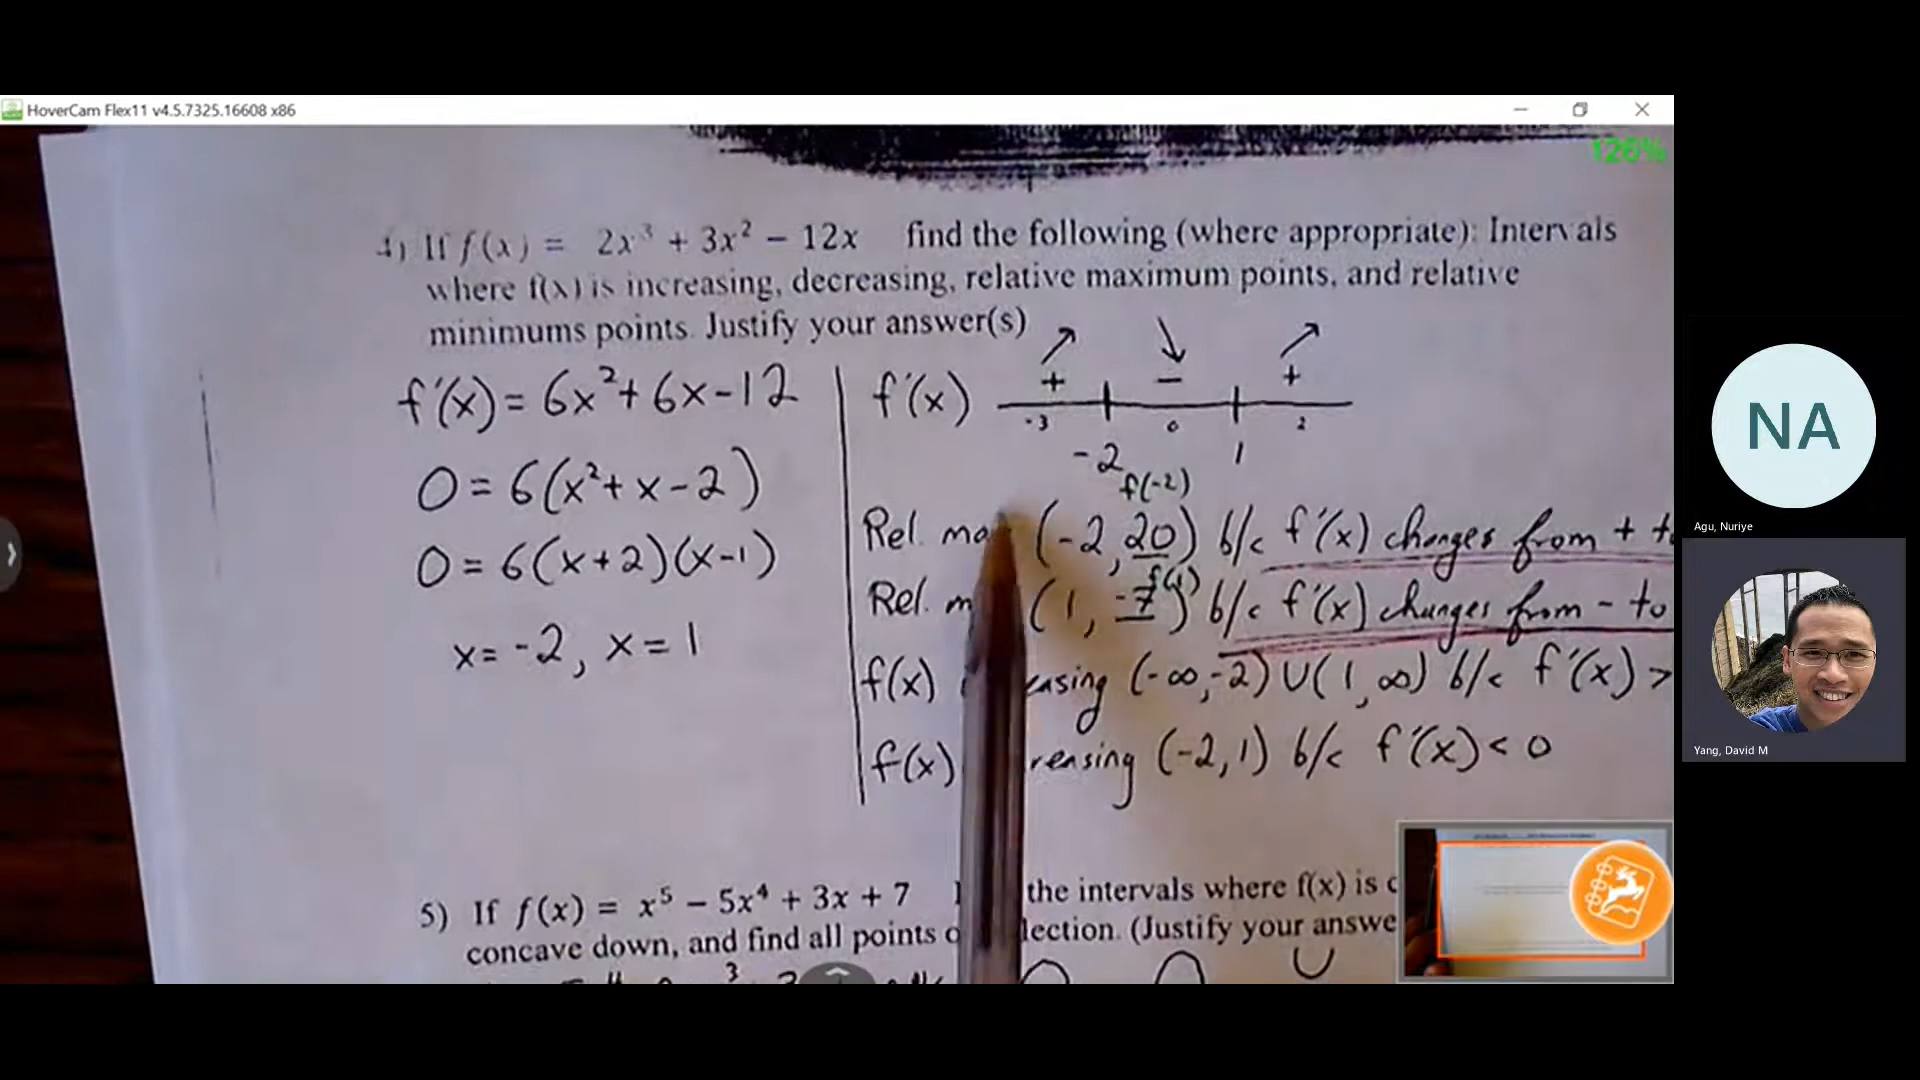 HoverCam Flex11 v4.5.7325.16608 x86
126%
4) If f(x) = 2x³ + 3x² − 12x find the following (where appropriate): Intervals
where f(x) is increasing, decreasing, relative maximum points, and relative
minimums points. Justify your answer(s)
f'(x) = 6x² + 6x - 12
0 = 6(x² + x - 2)
0 = 6(x+2)(x-1)
x = -2, x = 1
f'(x) + - +
-3 0 2
-2 1
f(-2)
Rel. (-2, 20) b/c f'(x) changes from + to
f(1)
Rel. (1, -7) b/c f'(x) changes from - to
f(x) (-∞, -2) ∪ (1, ∞) b/c f'(x) >
f(x) (-2, 1) b/c f'(x) < 0
5) If f(x) = x⁵ − 5x⁴ + 3x + 7 the intervals where f(x) is
concave down, and find all points (Justify your
NA
Agu, Nuriye
Yang, David M